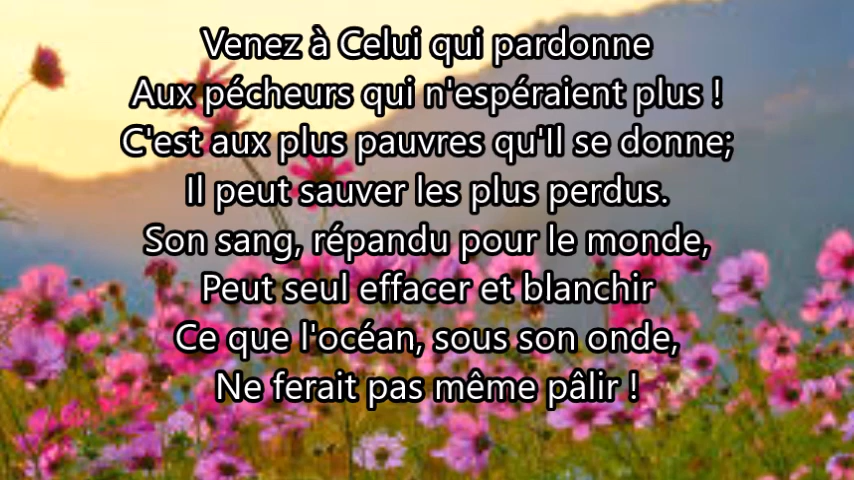 Venez à Celui qui pardonne
Aux pécheurs qui n'espéraient plus !
C'est aux plus pauvres qu'Il se donne;
Il peut sauver les plus perdus.
Son sang, répandu pour le monde,
Peut seul effacer et blanchir
Ce que l'océan, sous son onde,
Ne ferait pas même pâlir !